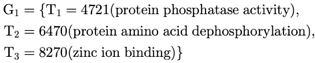 G₁ = {T₁ = 4721(protein phosphatase activity),
T₂ = 6470(protein amino acid dephosphorylation),
T₃ = 8270(zinc ion binding)}